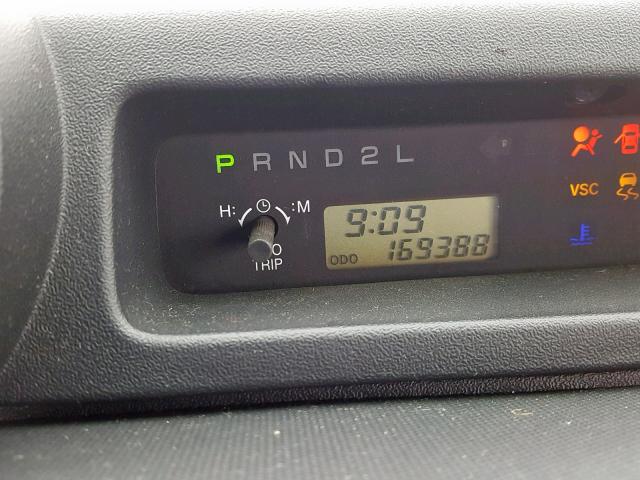 P R N D 2 L
H: :M
9:09
ODO 169388
TRIP
VSC